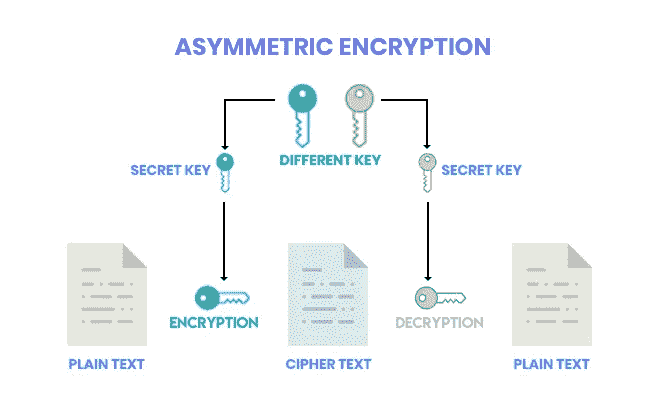 ASYMMETRIC ENCRYPTION
DIFFERENT KEY
SECRET KEY
SECRET KEY
ENCRYPTION
DECRYPTION
PLAIN TEXT
CIPHER TEXT
PLAIN TEXT